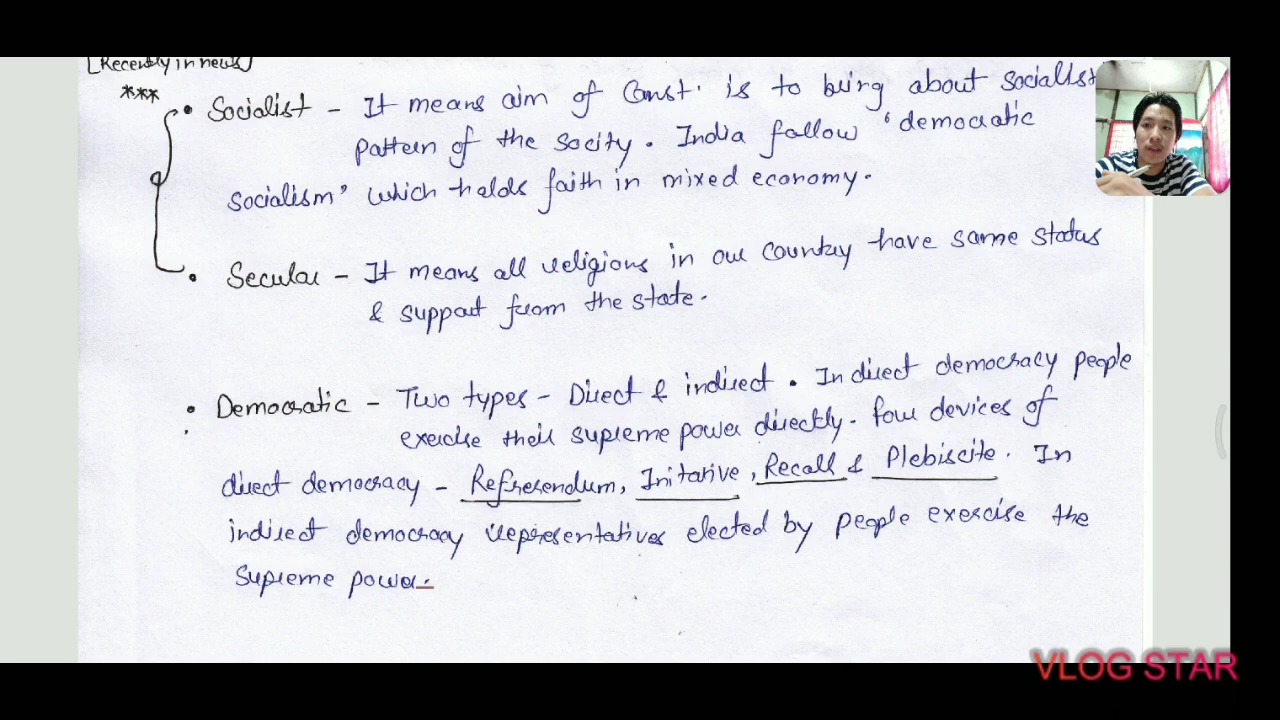 [Recently in news]
***
• Socialist - It means aim of Const. is to being about socialist
pattern of the socity. India follow 'democratic
socialism' which holds faith in mixed economy.
• Secular - It means all religions in our country have same status
& support from the state.
• Democratic - Two types - Direct & indirect. In direct democracy people
exercise their supreme power directly. four devices of
direct democracy - Refresendum, Initative, Recall & Plebiscite. In
indirect democracy representatives elected by people exercise the
supreme power.
VLOG STAR